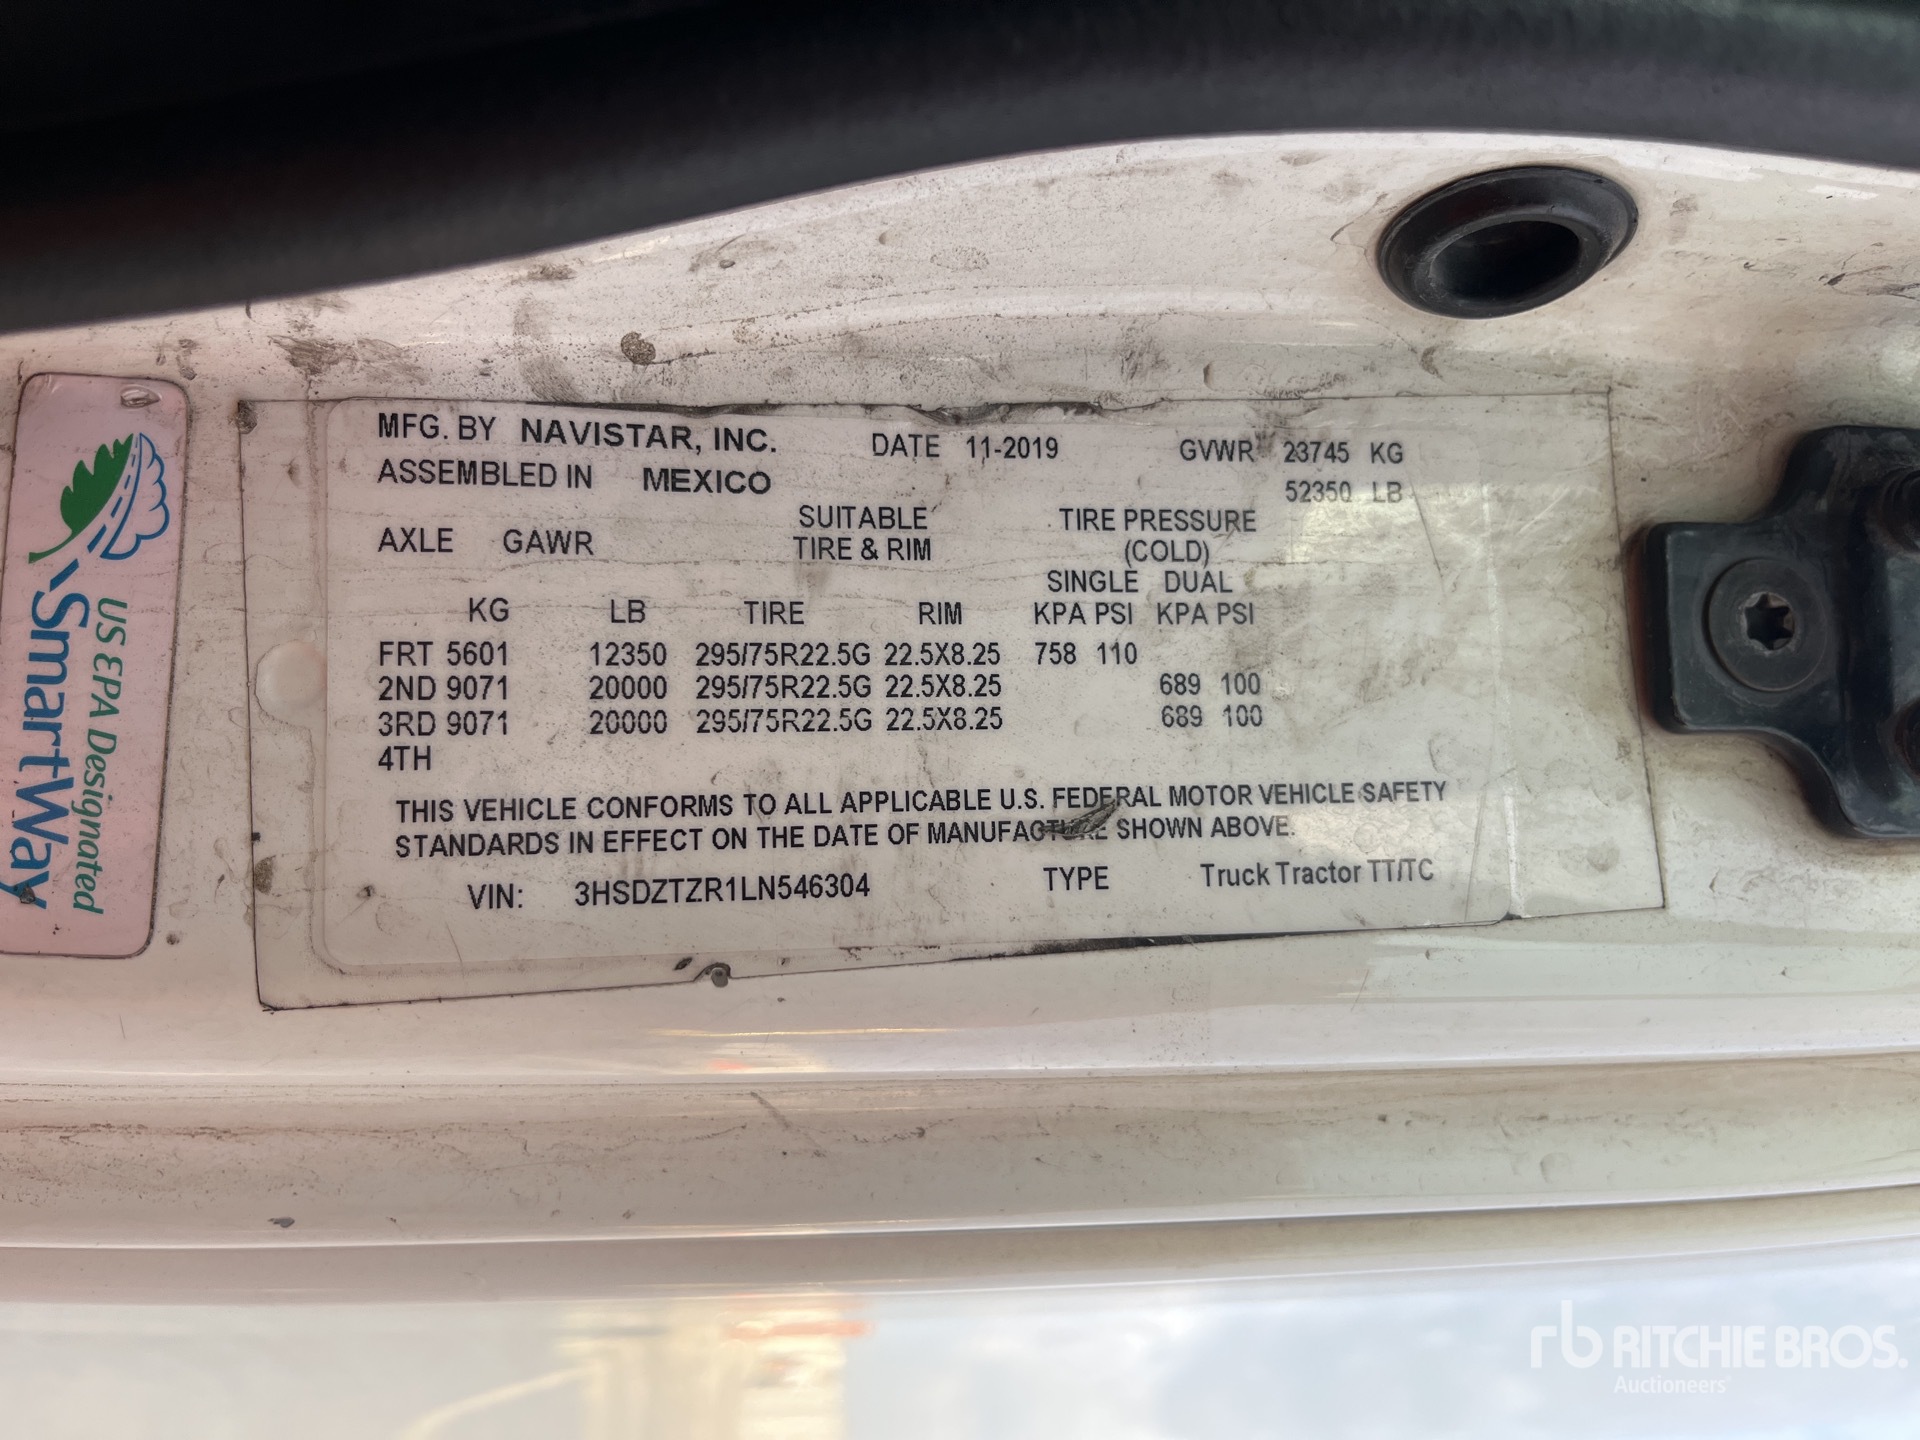 MFG. BY NAVISTAR, INC. DATE 11-2019 GVWR 23745 KG
ASSEMBLED IN MEXICO 52350 LB
AXLE GAWR SUITABLE TIRE PRESSURE
TIRE & RIM (COLD)
SINGLE DUAL
KG LB TIRE RIM KPA PSI KPA PSI
FRT 5601 12350 295/75R22.5G 22.5X8.25 758 110
2ND 9071 20000 295/75R22.5G 22.5X8.25 689 100
3RD 9071 20000 295/75R22.5G 22.5X8.25 689 100
4TH
THIS VEHICLE CONFORMS TO ALL APPLICABLE U.S. FEDERAL MOTOR VEHICLE SAFETY
STANDARDS IN EFFECT ON THE DATE OF MANUFACTURE SHOWN ABOVE.
VIN: 3HSDZTZR1LN546304 TYPE Truck Tractor TT/TC
US EPA Designated
SmartWay
rb RITCHIE BROS.
Auctioneers